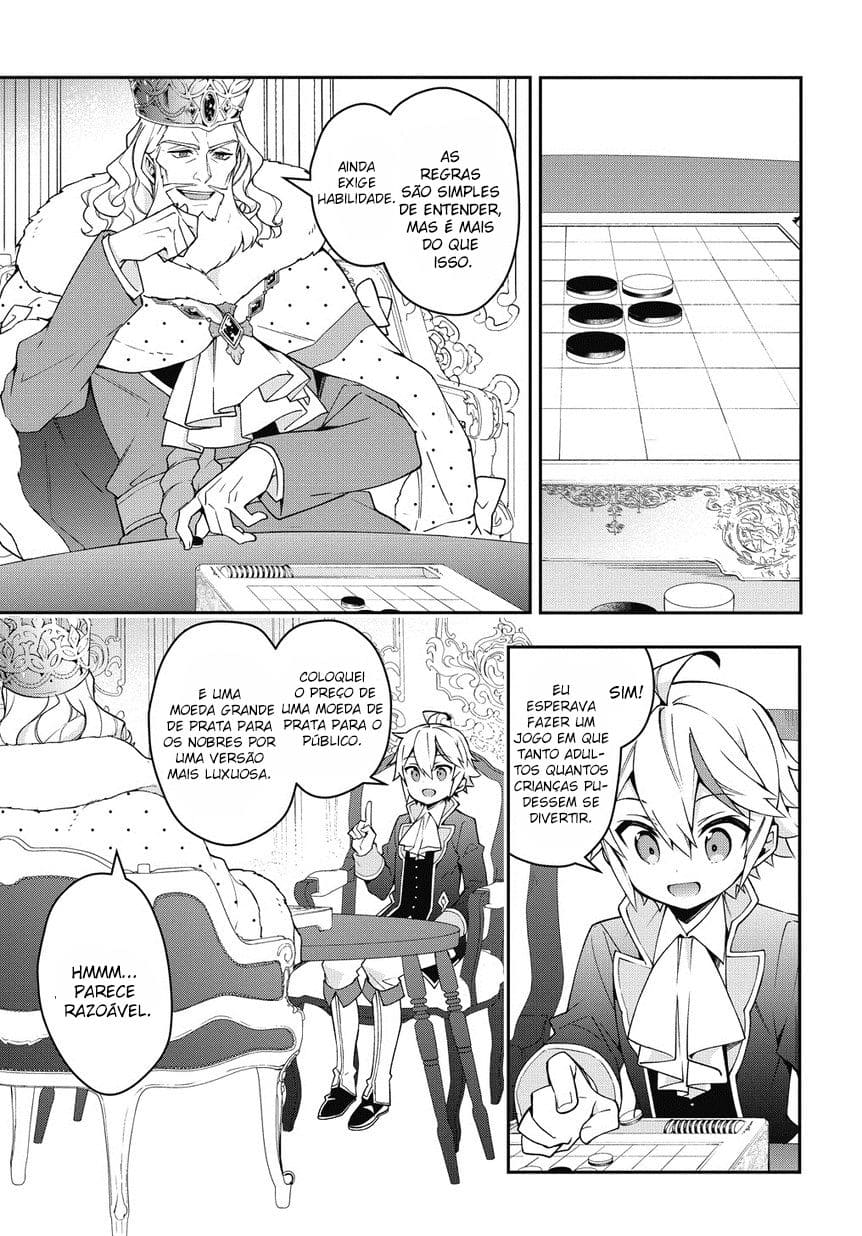 AS
REGRAS
SÃO SIMPLES
DE ENTENDER,
MAS É MAIS
DO QUE
ISSO.
AINDA
EXIGE
HABILIDADE.
SIM!
EU
ESPERAVA
FAZER UM
JOGO EM QUE
TANTO ADUL-
TOS QUANTOS
CRIANÇAS PU-
DESSEM SE
DIVERTIR.
COLOQUEI
O PREÇO DE
UMA MOEDA DE
PRATA PARA O
PÚBLICO.
E UMA
MOEDA GRANDE
DE PRATA PARA
OS NOBRES POR
UMA VERSÃO
MAIS LUXUOSA.
HMMM...
PARECE
RAZOÁVEL.